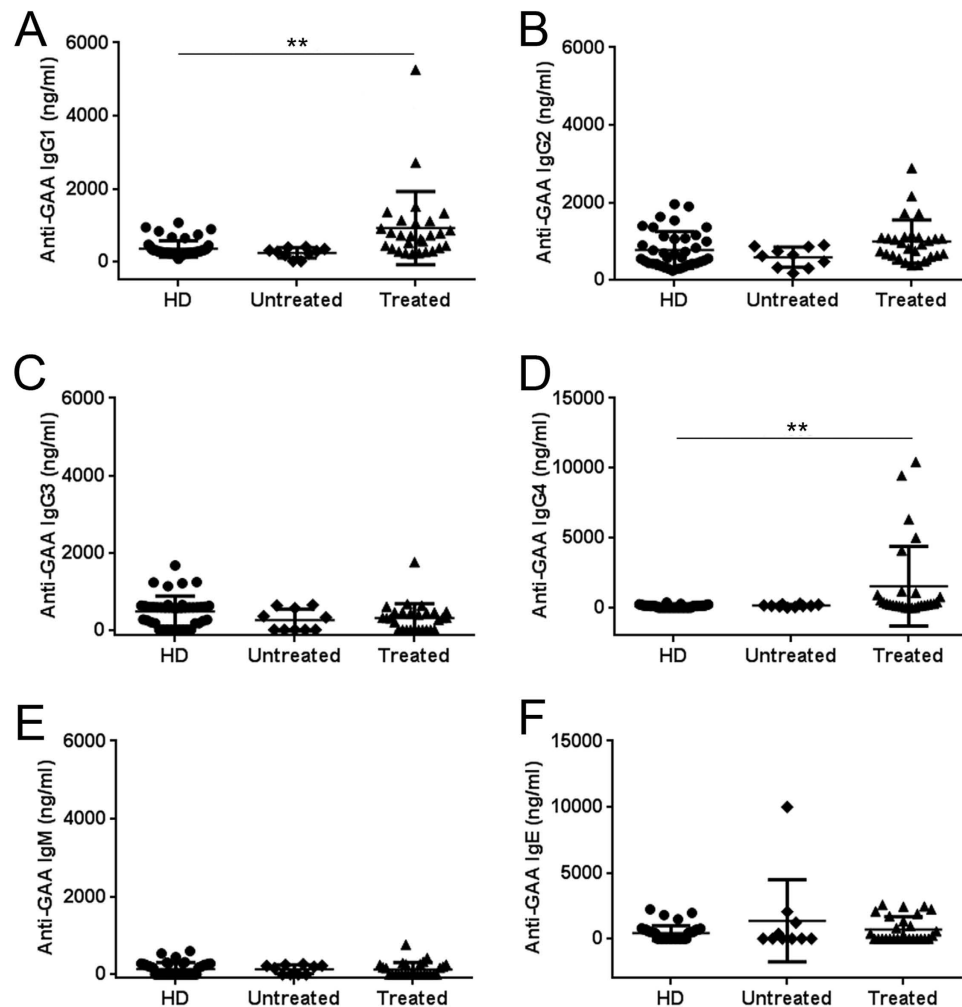 A
Anti-GAA IgG1 (ng/ml)
6000
4000
2000
0
**
HD Untreated Treated
B
Anti-GAA IgG2 (ng/ml)
6000
4000
2000
0
HD Untreated Treated
C
Anti-GAA IgG3 (ng/ml)
6000
4000
2000
0
HD Untreated Treated
D
Anti-GAA IgG4 (ng/ml)
15000
10000
5000
0
**
HD Untreated Treated
E
Anti-GAA IgM (ng/ml)
6000
4000
2000
0
HD Untreated Treated
F
Anti-GAA IgE (ng/ml)
15000
10000
5000
0
HD Untreated Treated